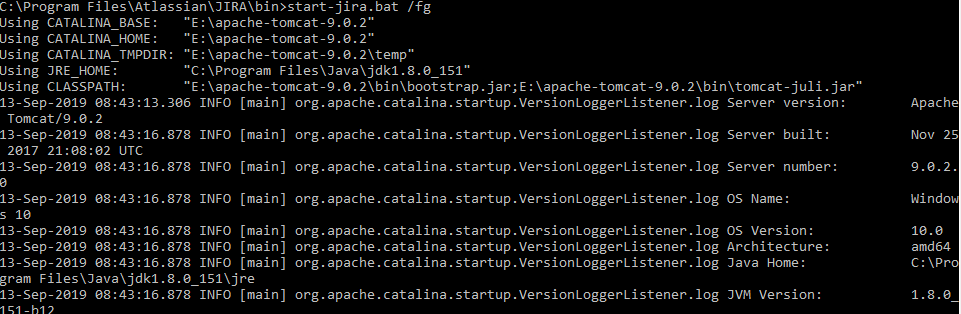 C:\Program Files\Atlassian\JIRA\bin>start-jira.bat /fg
Using CATALINA_BASE:   "E:\apache-tomcat-9.0.2"
Using CATALINA_HOME:   "E:\apache-tomcat-9.0.2"
Using CATALINA_TMPDIR: "E:\apache-tomcat-9.0.2\temp"
Using JRE_HOME:        "C:\Program Files\Java\jdk1.8.0_151"
Using CLASSPATH:       "E:\apache-tomcat-9.0.2\bin\bootstrap.jar;E:\apache-tomcat-9.0.2\bin\tomcat-juli.jar"
13-Sep-2019 08:43:13.306 INFO [main] org.apache.catalina.startup.VersionLoggerListener.log Server version:        Apache
 Tomcat/9.0.2
13-Sep-2019 08:43:16.878 INFO [main] org.apache.catalina.startup.VersionLoggerListener.log Server built:          Nov 25
 2017 21:08:02 UTC
13-Sep-2019 08:43:16.878 INFO [main] org.apache.catalina.startup.VersionLoggerListener.log Server number:         9.0.2.
0
13-Sep-2019 08:43:16.878 INFO [main] org.apache.catalina.startup.VersionLoggerListener.log OS Name:               Window
s 10
13-Sep-2019 08:43:16.878 INFO [main] org.apache.catalina.startup.VersionLoggerListener.log OS Version:            10.0
13-Sep-2019 08:43:16.878 INFO [main] org.apache.catalina.startup.VersionLoggerListener.log Architecture:          amd64
13-Sep-2019 08:43:16.878 INFO [main] org.apache.catalina.startup.VersionLoggerListener.log Java Home:             C:\Pro
gram Files\Java\jdk1.8.0_151\jre
13-Sep-2019 08:43:16.878 INFO [main] org.apache.catalina.startup.VersionLoggerListener.log JVM Version:           1.8.0_
151-b12